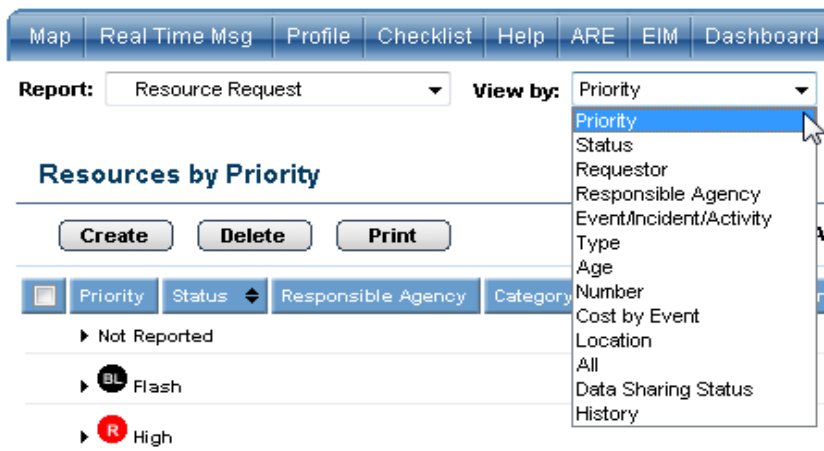 Map Real Time Msg Profile Checklist Help ARE EIM Dashboard
Report: Resource Request View by: Priority
Priority
Status
Requestor
Responsible Agency
Event/Incident/Activity
Type
Age
Number
Cost by Event
Location
All
Data Sharing Status
History
Resources by Priority
Create Delete Print
Priority Status Responsible Agency Category
Not Reported
BL Flash
R High